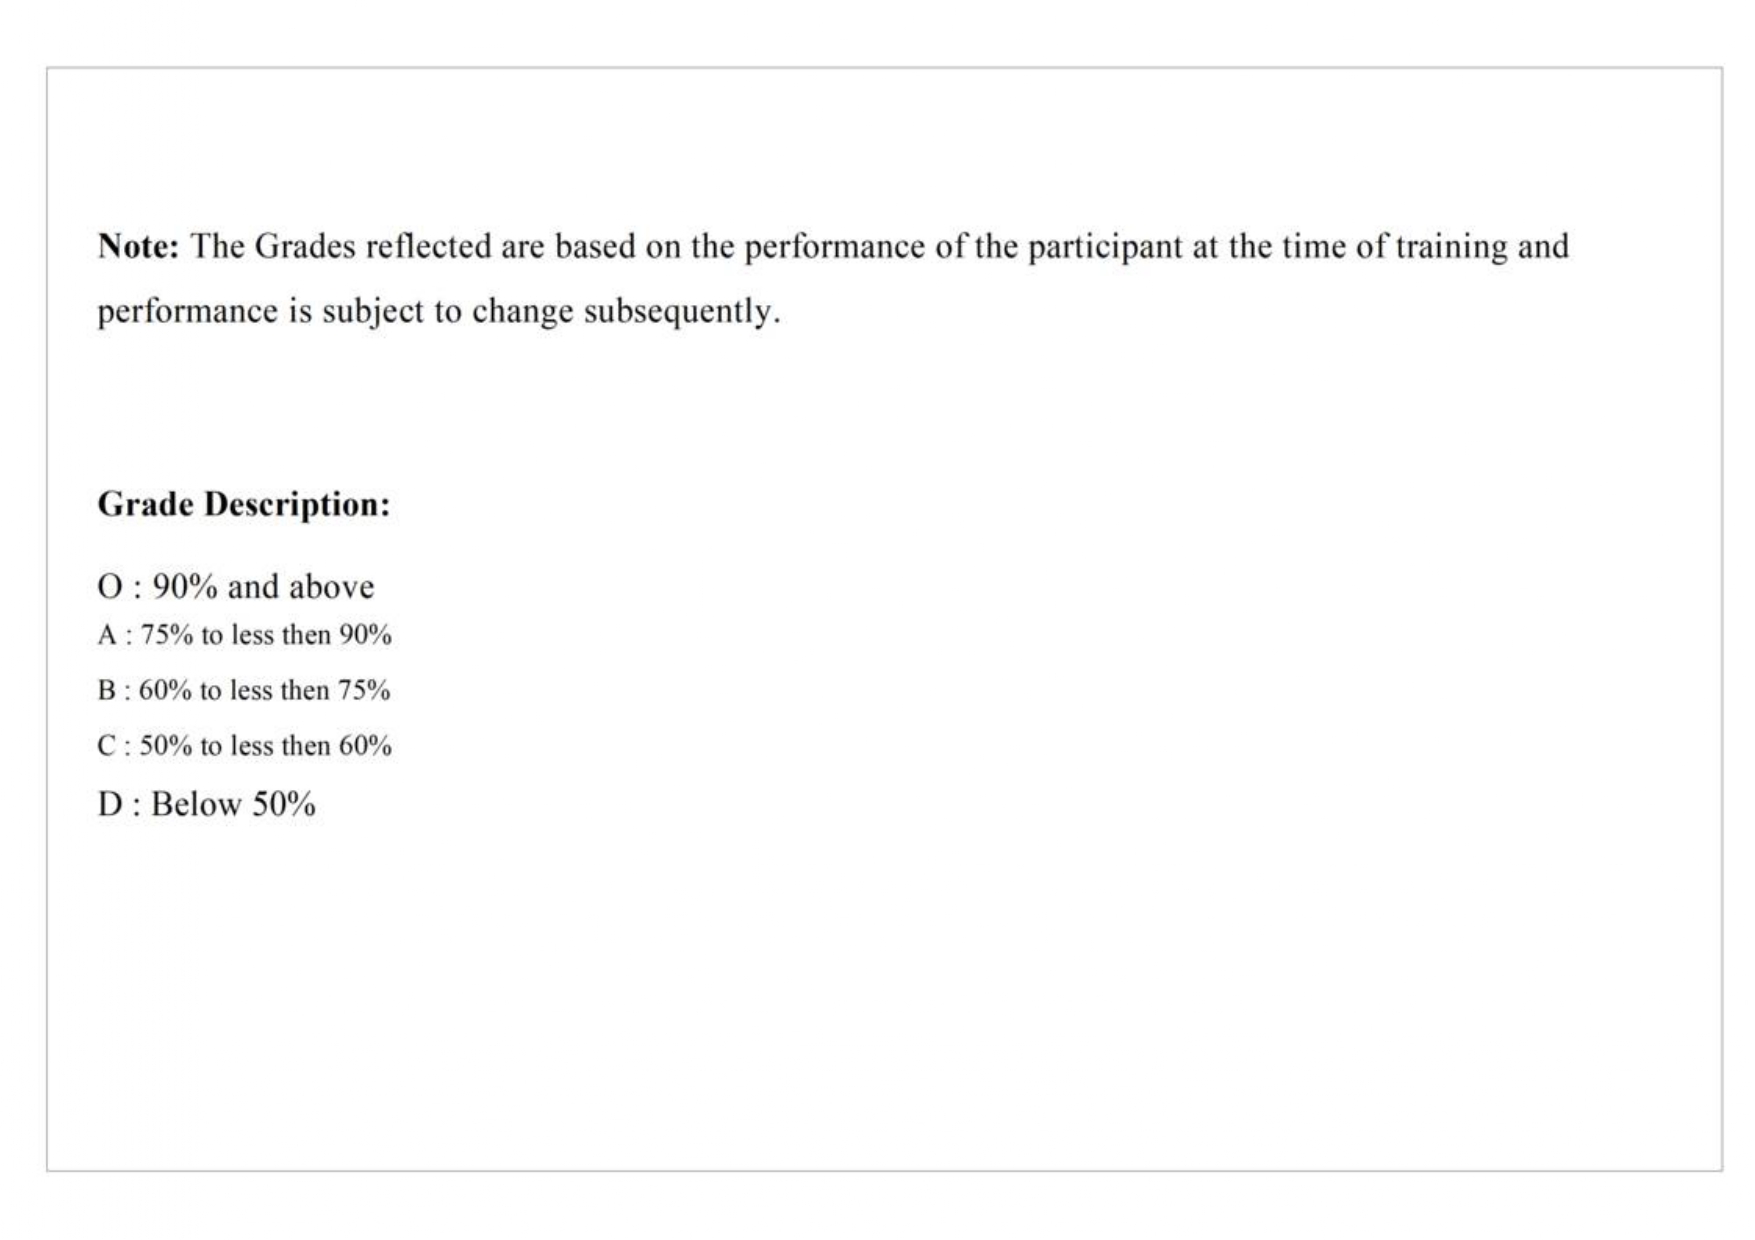 Note: The Grades reflected are based on the performance of the participant at the time of training and
performance is subject to change subsequently.
Grade Description:
O : 90% and above
A : 75% to less then 90%
B : 60% to less then 75%
C : 50% to less then 60%
D : Below 50%